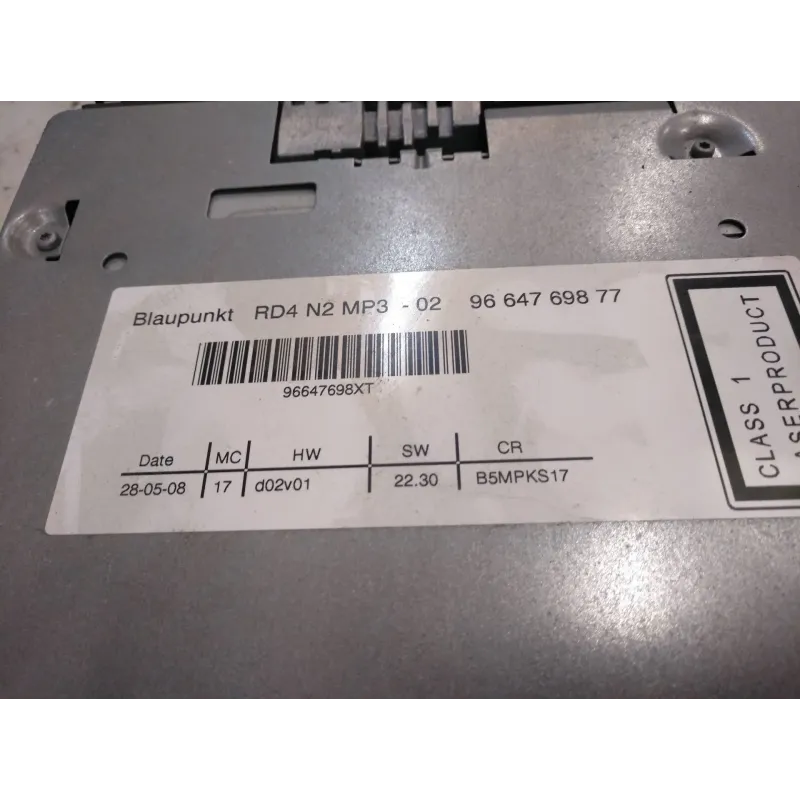 Blaupunkt RD4 N2 MP3 - 02 96 647 698 77
96647698XT
Date MC HW SW CR
28-05-08 17 d02v01 22.30 B5MPKS17
CLASS 1
LASERPRODUCT